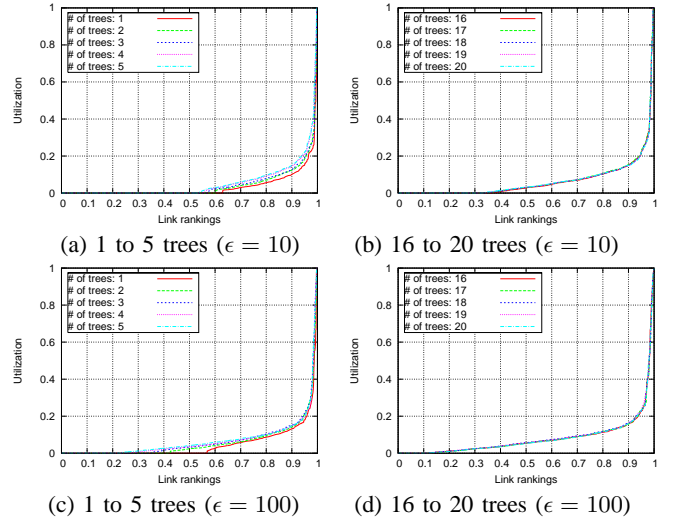 # of trees: 1
# of trees: 2
# of trees: 3
# of trees: 4
# of trees: 5
1
0.8
0.6
0.4
0.2
0
Utilization
0 0.1 0.2 0.3 0.4 0.5 0.6 0.7 0.8 0.9 1
Link rankings
(a) 1 to 5 trees (ϵ = 10)
# of trees: 16
# of trees: 17
# of trees: 18
# of trees: 19
# of trees: 20
1
0.8
0.6
0.4
0.2
0
Utilization
0 0.1 0.2 0.3 0.4 0.5 0.6 0.7 0.8 0.9 1
Link rankings
(b) 16 to 20 trees (ϵ = 10)
# of trees: 1
# of trees: 2
# of trees: 3
# of trees: 4
# of trees: 5
1
0.8
0.6
0.4
0.2
0
Utilization
0 0.1 0.2 0.3 0.4 0.5 0.6 0.7 0.8 0.9 1
Link rankings
(c) 1 to 5 trees (ϵ = 100)
# of trees: 16
# of trees: 17
# of trees: 18
# of trees: 19
# of trees: 20
1
0.8
0.6
0.4
0.2
0
Utilization
0 0.1 0.2 0.3 0.4 0.5 0.6 0.7 0.8 0.9 1
Link rankings
(d) 16 to 20 trees (ϵ = 100)